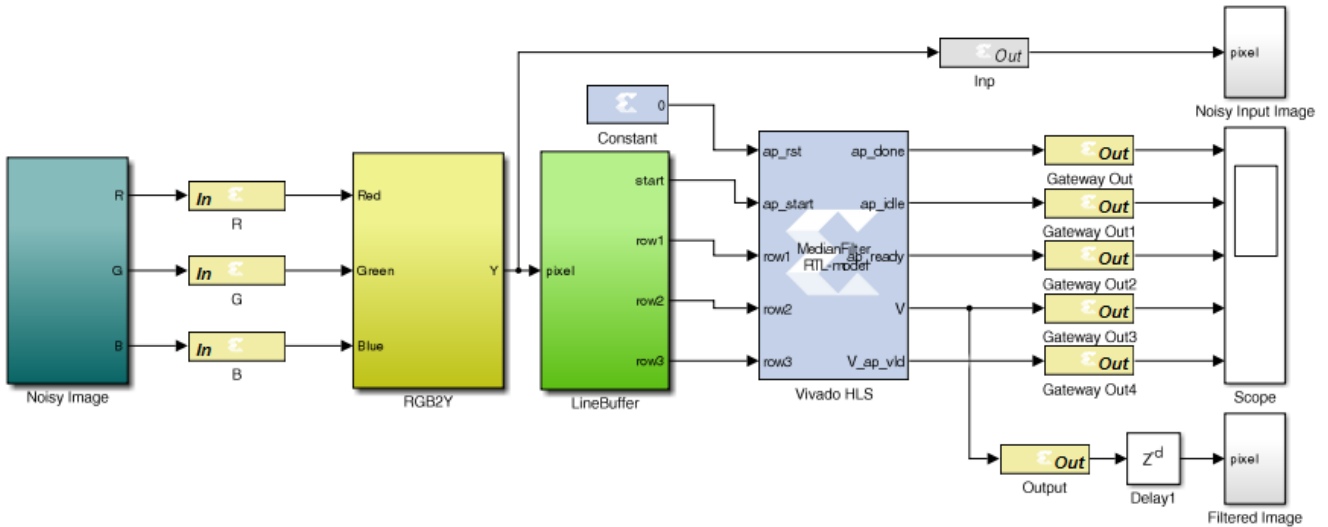 Out
pixel
Inp
Noisy Input Image
0
Constant
R
G
B
Noisy Image
In
R
In
G
In
B
Red
Green
Blue
Y
RGB2Y
pixel
start
row1
row2
row3
LineBuffer
ap_rst
ap_start
row1
row2
row3
MedianFilter
RTL-model
ap_done
ap_idle
ap_ready
V
V_ap_vld
Vivado HLS
Out
Gateway Out
Out
Gateway Out1
Out
Gateway Out2
Out
Gateway Out3
Out
Gateway Out4
Scope
Out
Output
Z-d
Delay1
pixel
Filtered Image